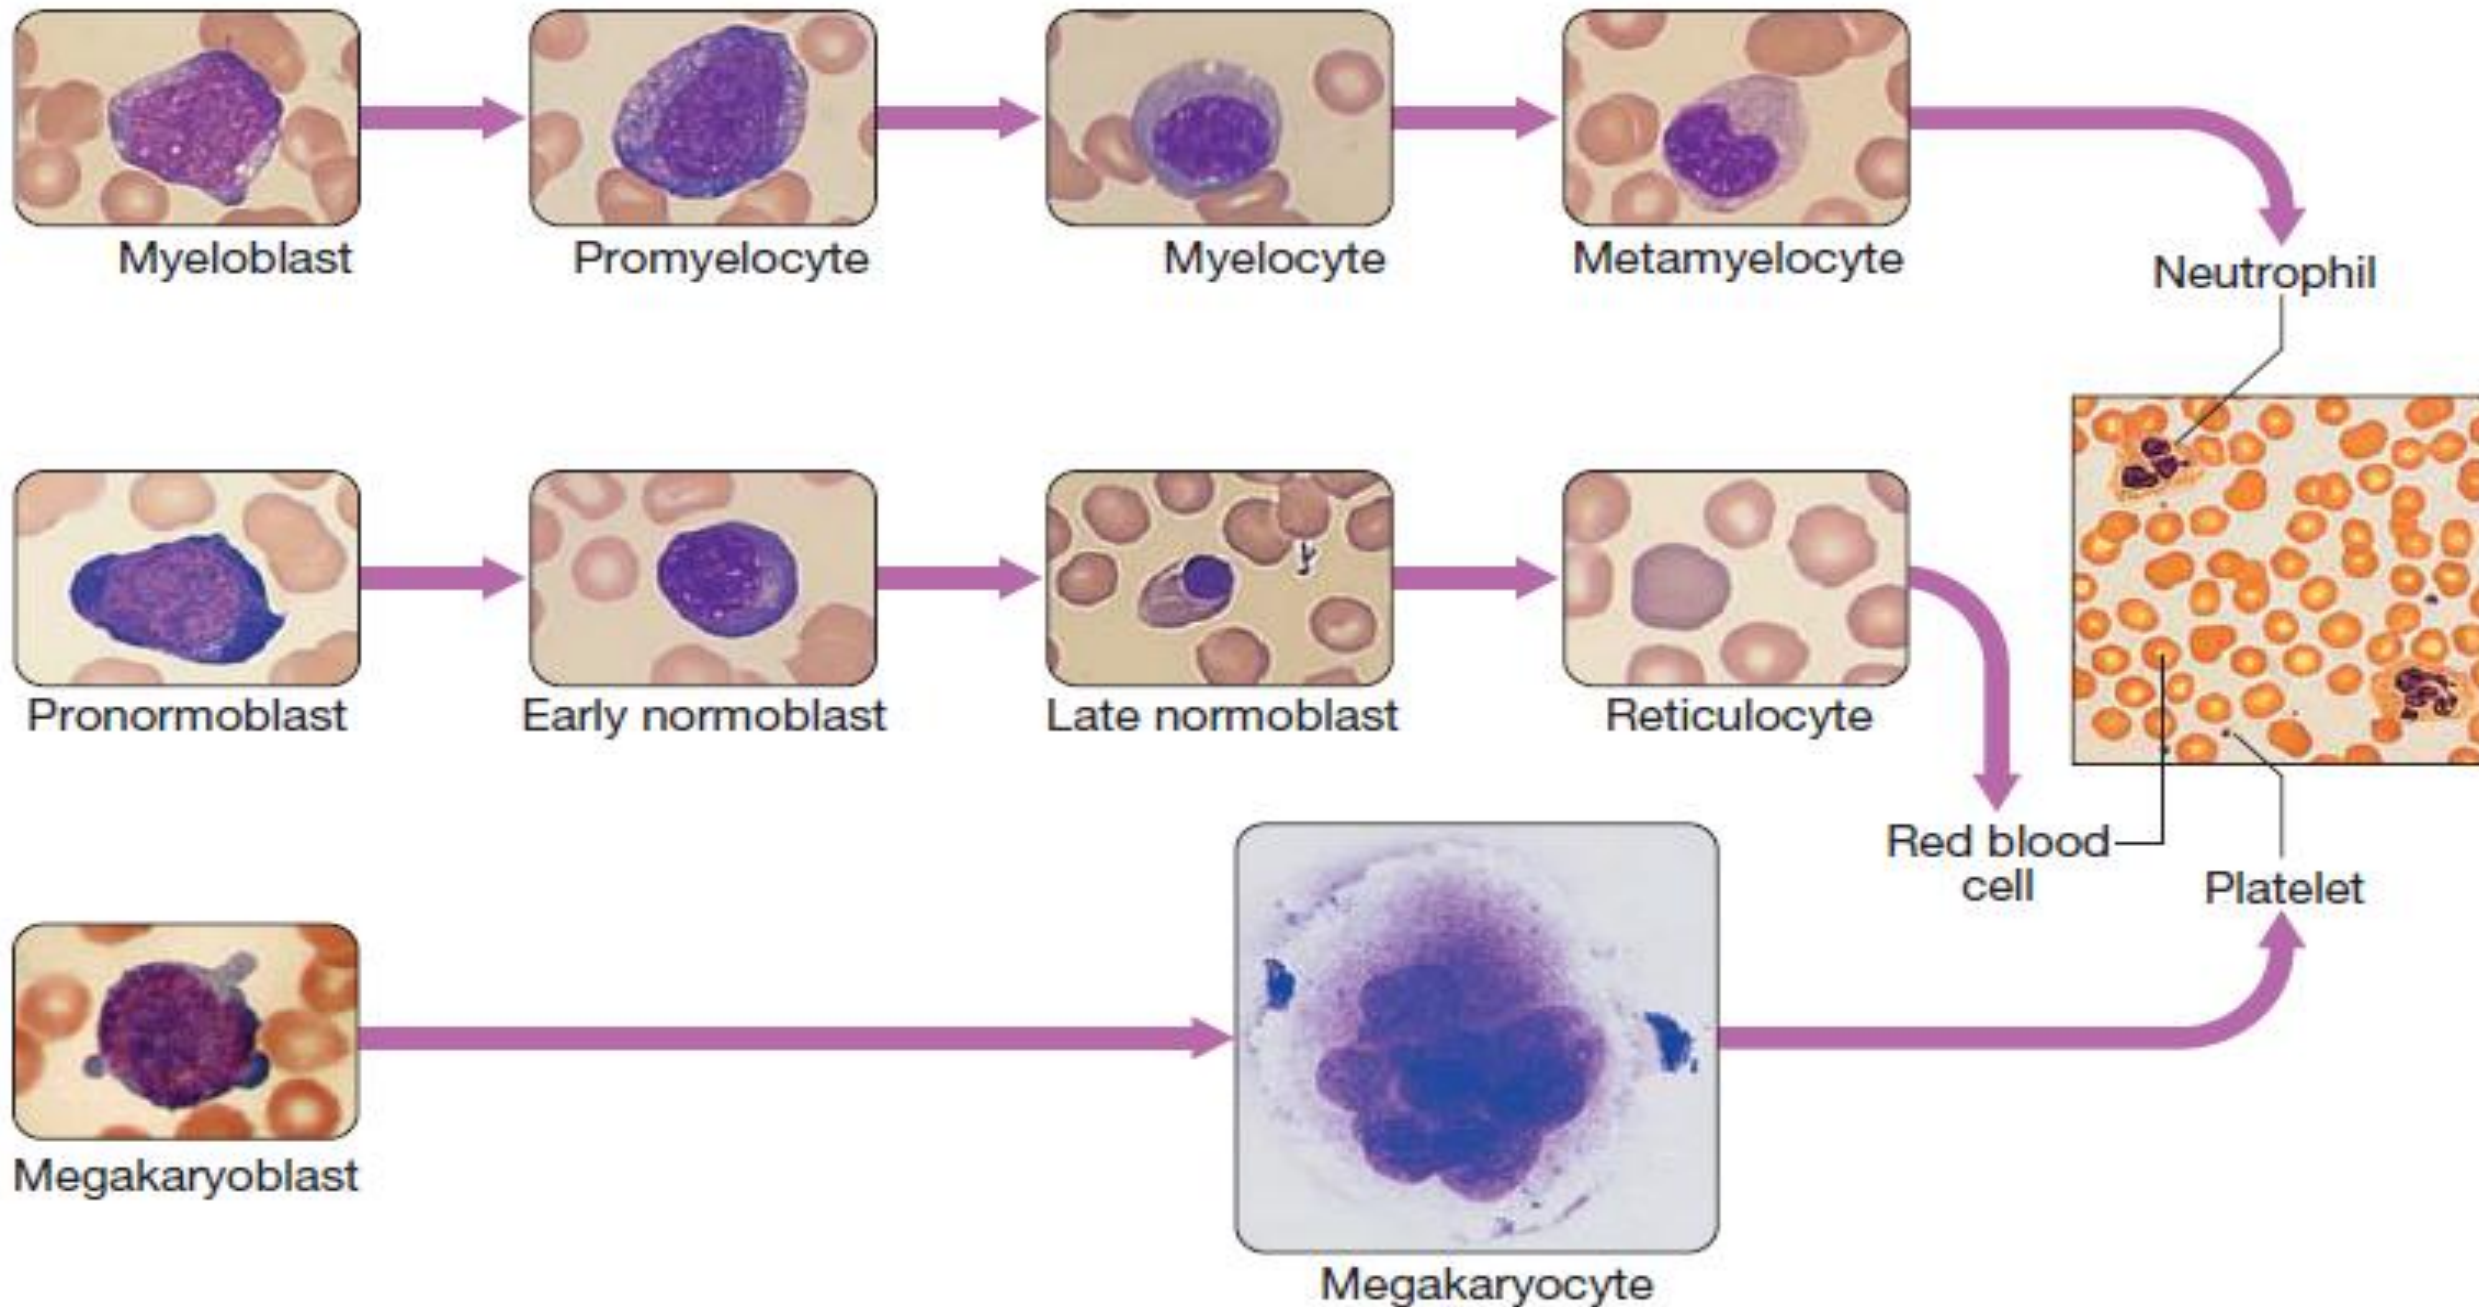 Myeloblast
Promyelocyte
Myelocyte
Metamyelocyte
Neutrophil
Pronormoblast
Early normoblast
Late normoblast
Reticulocyte
Red blood
cell
Platelet
Megakaryoblast
Megakaryocyte